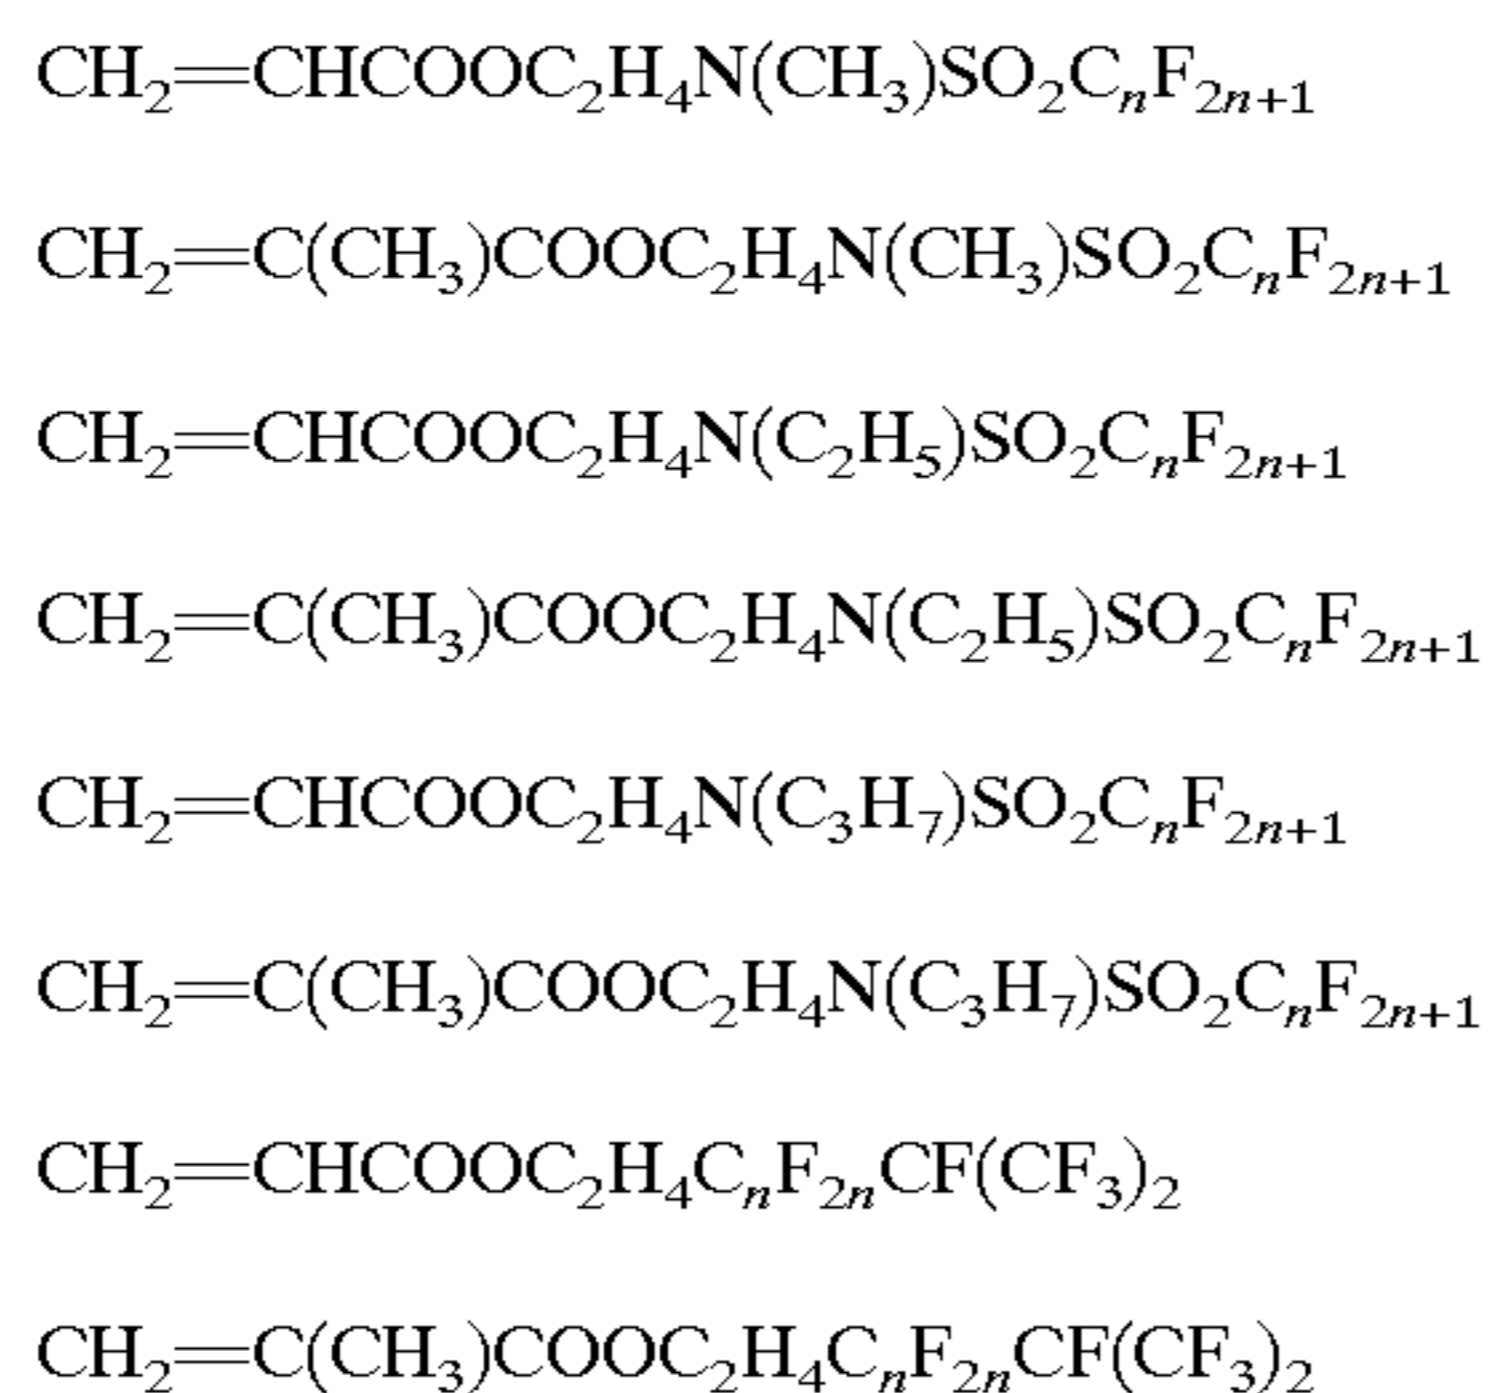 CH₂═CHCOOC₂H₄N(CH₃)SO₂CₙF₂ₙ₊₁
CH₂═C(CH₃)COOC₂H₄N(CH₃)SO₂CₙF₂ₙ₊₁
CH₂═CHCOOC₂H₄N(C₂H₅)SO₂CₙF₂ₙ₊₁
CH₂═C(CH₃)COOC₂H₄N(C₂H₅)SO₂CₙF₂ₙ₊₁
CH₂═CHCOOC₂H₄N(C₃H₇)SO₂CₙF₂ₙ₊₁
CH₂═C(CH₃)COOC₂H₄N(C₃H₇)SO₂CₙF₂ₙ₊₁
CH₂═CHCOOC₂H₄CₙF₂ₙCF(CF₃)₂
CH₂═C(CH₃)COOC₂H₄CₙF₂ₙCF(CF₃)₂